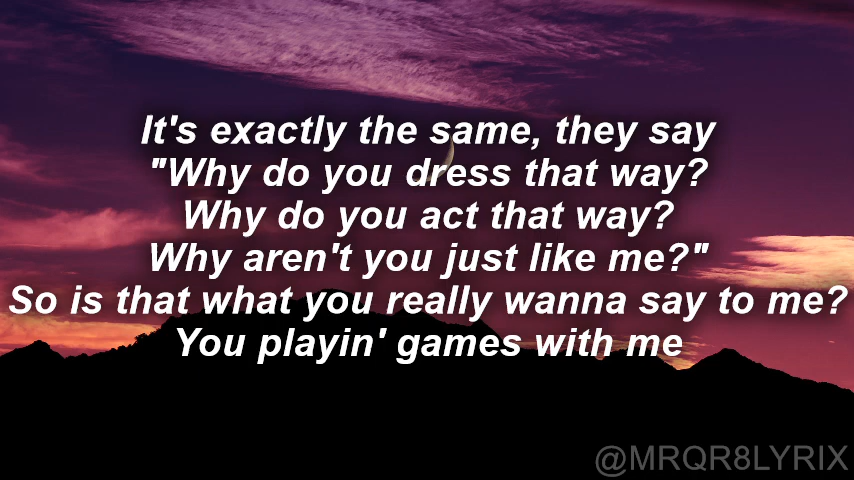 It's exactly the same, they say
"Why do you dress that way?
Why do you act that way?
Why aren't you just like me?"
So is that what you really wanna say to me?
You playin' games with me
@MRQR8LYRIX